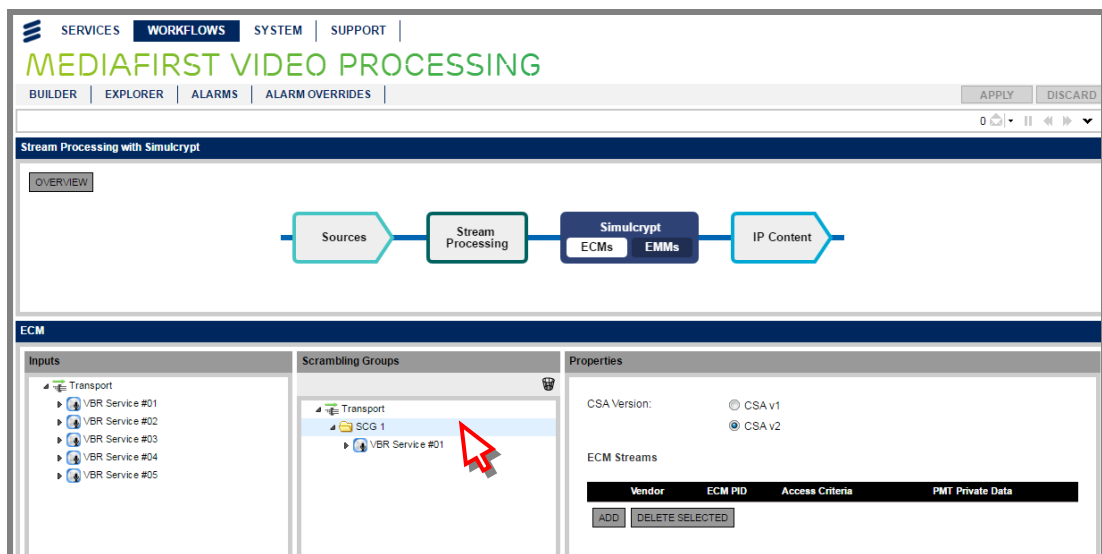 SERVICES WORKFLOWS SYSTEM SUPPORT
MEDIAFIRST VIDEO PROCESSING
BUILDER EXPLORER ALARMS ALARM OVERRIDES APPLY DISCARD
0
Stream Processing with Simulcrypt
OVERVIEW
Sources
Stream
Processing
Simulcrypt
ECMs EMMs
IP Content
ECM
Inputs
Transport
VBR Service #01
VBR Service #02
VBR Service #03
VBR Service #04
VBR Service #05
Scrambling Groups
Transport
SCG 1
VBR Service #01
Properties
CSA Version:
CSA v1
CSA v2
ECM Streams
Vendor ECM PID Access Criteria PMT Private Data
ADD DELETE SELECTED